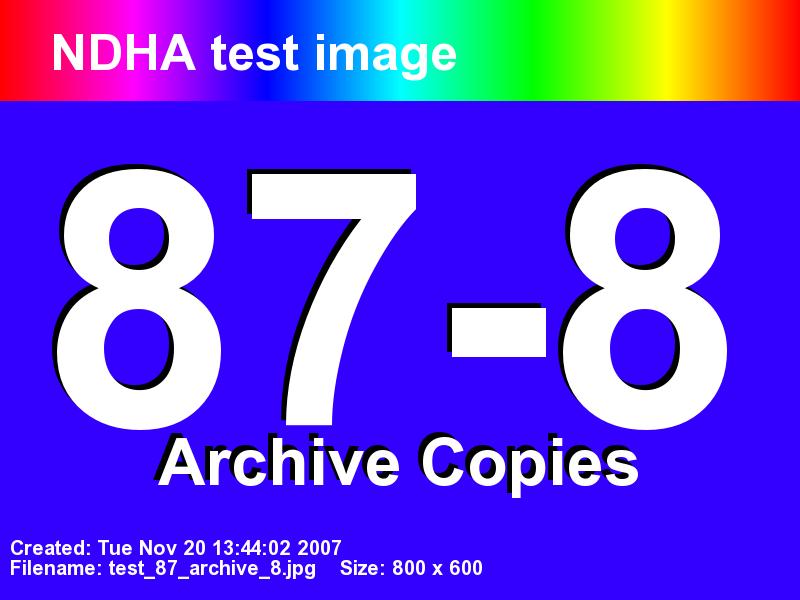 NDHA test image
87-8
Archive Copies
Created: Tue Nov 20 13:44:02 2007
Filename: test_87_archive_8.jpg    Size: 800 x 600